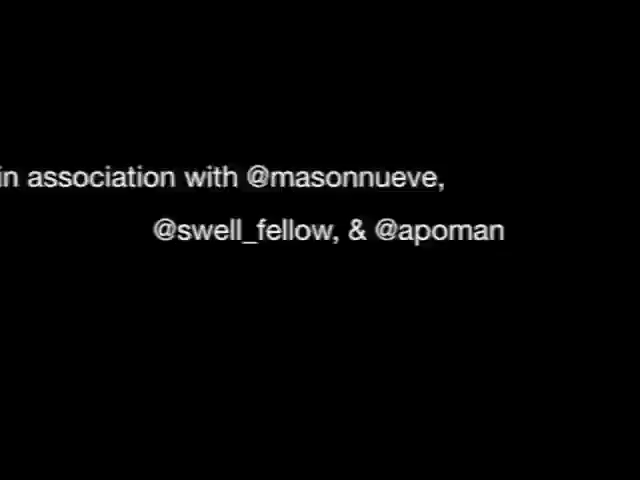 in association with @masonnueve,
@swell_fellow, & @apoman